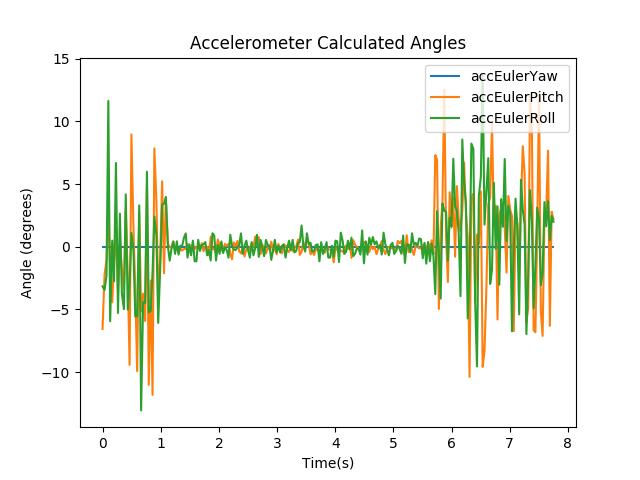 Accelerometer Calculated Angles
accEulerYaw
accEulerPitch
accEulerRoll
Angle (degrees)
15
10
5
0
−5
−10
0 1 2 3 4 5 6 7 8
Time(s)